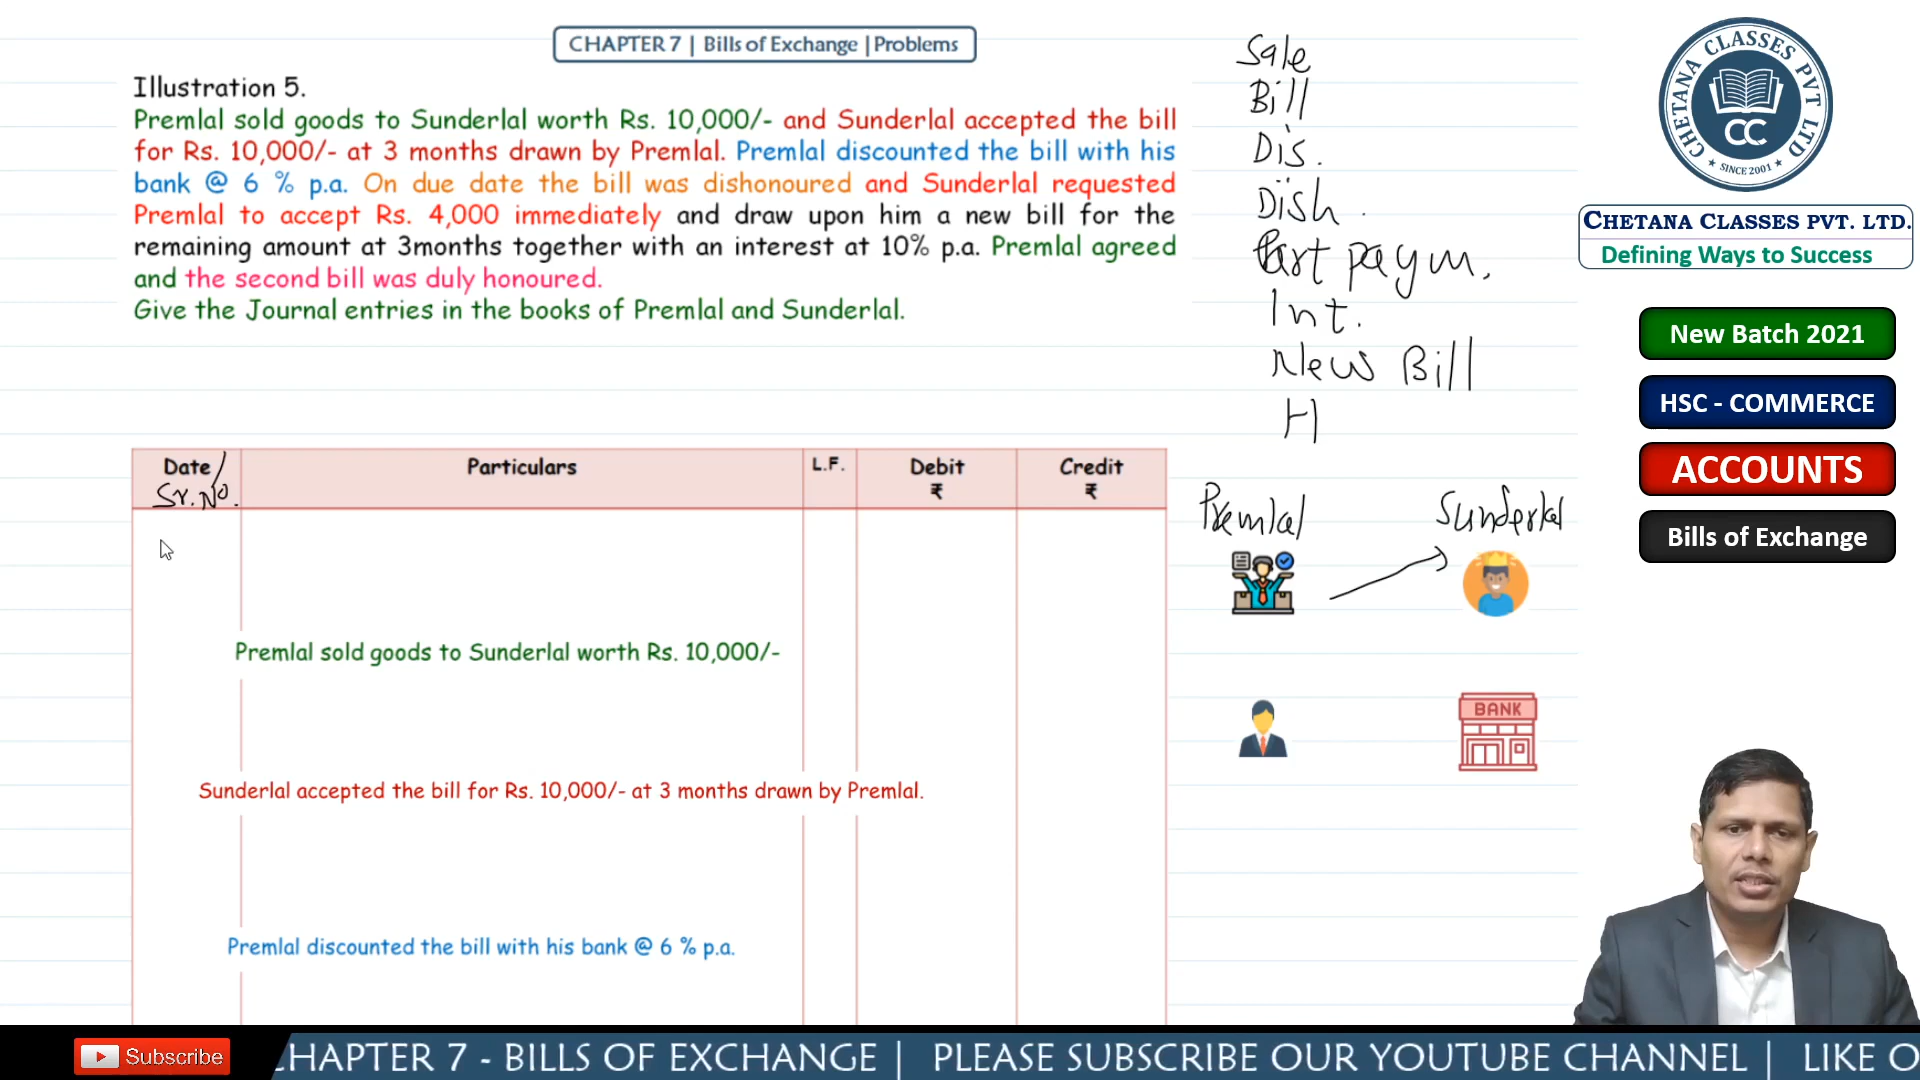 CHAPTER 7 | Bills of Exchange | Problems
Illustration 5.
Premlal sold goods to Sunderlal worth Rs. 10,000/- and Sunderlal accepted the bill
for Rs. 10,000/- at 3 months drawn by Premlal. Premlal discounted the bill with his
bank @ 6 % p.a. On due date the bill was dishonoured and Sunderlal requested
Premlal to accept Rs. 4,000 immediately and draw upon him a new bill for the
remaining amount at 3months together with an interest at 10% p.a. Premlal agreed
and the second bill was duly honoured.
Give the Journal entries in the books of Premlal and Sunderlal.
Sale
Bill
Dis.
Dish.
Part paym.
Int.
New Bill
H
CHETANA CLASSES PVT LTD
CC
SINCE 2001
CHETANA CLASSES PVT. LTD.
Defining Ways to Success
New Batch 2021
HSC - COMMERCE
ACCOUNTS
Bills of Exchange
Date/ Particulars L.F. Debit Credit
Sr.No. ₹ ₹
Premlal Sunderlal
Premlal sold goods to Sunderlal worth Rs. 10,000/-
BANK
Sunderlal accepted the bill for Rs. 10,000/- at 3 months drawn by Premlal.
Premlal discounted the bill with his bank @ 6 % p.a.
Subscribe
CHAPTER 7 - BILLS OF EXCHANGE | PLEASE SUBSCRIBE OUR YOUTUBE CHANNEL | LIKE O